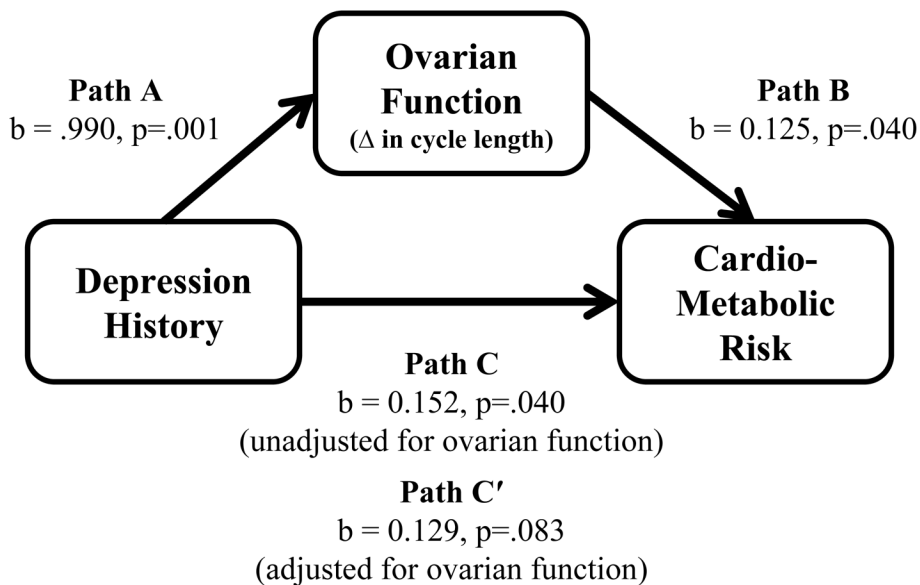 Ovarian
Function
(Δ in cycle length)
Path A
b = .990, p=.001
Path B
b = 0.125, p=.040
Depression
History
Cardio-
Metabolic
Risk
Path C
b = 0.152, p=.040
(unadjusted for ovarian function)
Path C′
b = 0.129, p=.083
(adjusted for ovarian function)